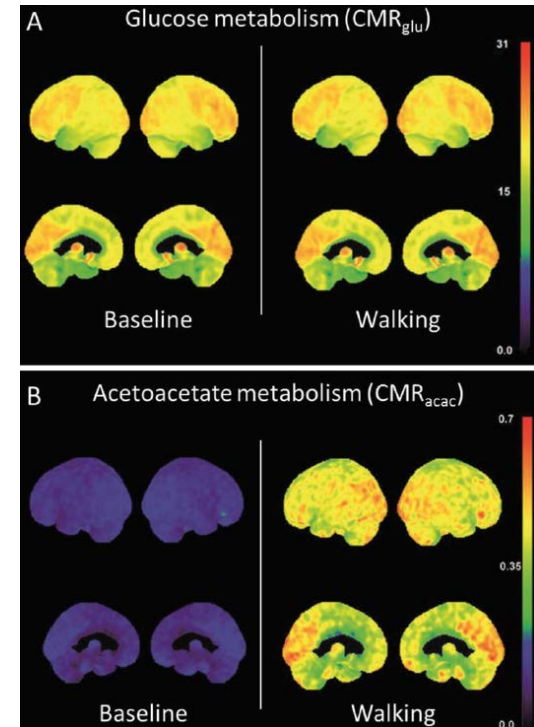 A Glucose metabolism (CMRglu)
31
15
0.0
Baseline Walking
B Acetoacetate metabolism (CMRacac)
0.7
0.35
0.0
Baseline Walking